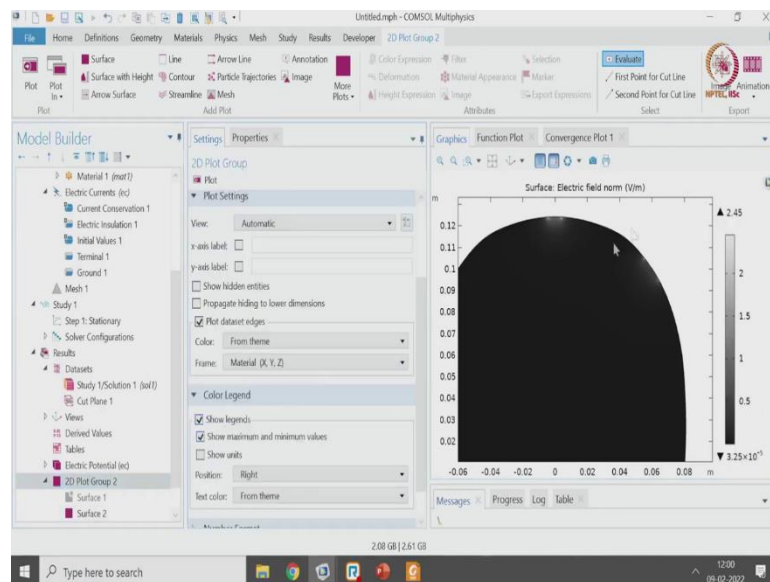 Untitled.mph - COMSOL Multiphysics
File Home Definitions Geometry Materials Physics Mesh Study Results Developer 2D Plot Group 2
Plot Plot In Surface Surface with Height Arrow Surface Line Contour Streamline Arrow Line Particle Trajectories Mesh Annotation Image More Plots Color Expression Deformation Height Expression Filter Material Appearance Image Selection Marker Export Expressions Evaluate First Point for Cut Line Second Point for Cut Line Image Animation
NPTEL, IISc
Plot Add Plot Attributes Select Export
Model Builder
Material 1 (mat1)
Electric Currents (ec)
Current Conservation 1
Electric Insulation 1
Initial Values 1
Terminal 1
Ground 1
Mesh 1
Study 1
Step 1: Stationary
Solver Configurations
Results
Datasets
Study 1/Solution 1 (sol1)
Cut Plane 1
Views
Derived Values
Tables
Electric Potential (ec)
2D Plot Group 2
Surface 1
Surface 2
Settings Properties
2D Plot Group
Plot
Plot Settings
View: Automatic
x-axis label:
y-axis label:
Show hidden entities
Propagate hiding to lower dimensions
Plot dataset edges
Color: From theme
Frame: Material (X, Y, Z)
Color Legend
Show legends
Show maximum and minimum values
Show units
Position: Right
Text color: From theme
Number Format
Graphics Function Plot Convergence Plot 1
Surface: Electric field norm (V/m)
m
0.12
0.11
0.1
0.09
0.08
0.07
0.06
0.05
0.04
0.03
0.02
-0.06 -0.04 -0.02 0 0.02 0.04 0.06 0.08 m
▲ 2.45
2
1.5
1
0.5
▼ 3.25×10⁻⁵
Messages Progress Log Table
2.08 GB | 2.61 GB
Type here to search
12:00
09-02-2022